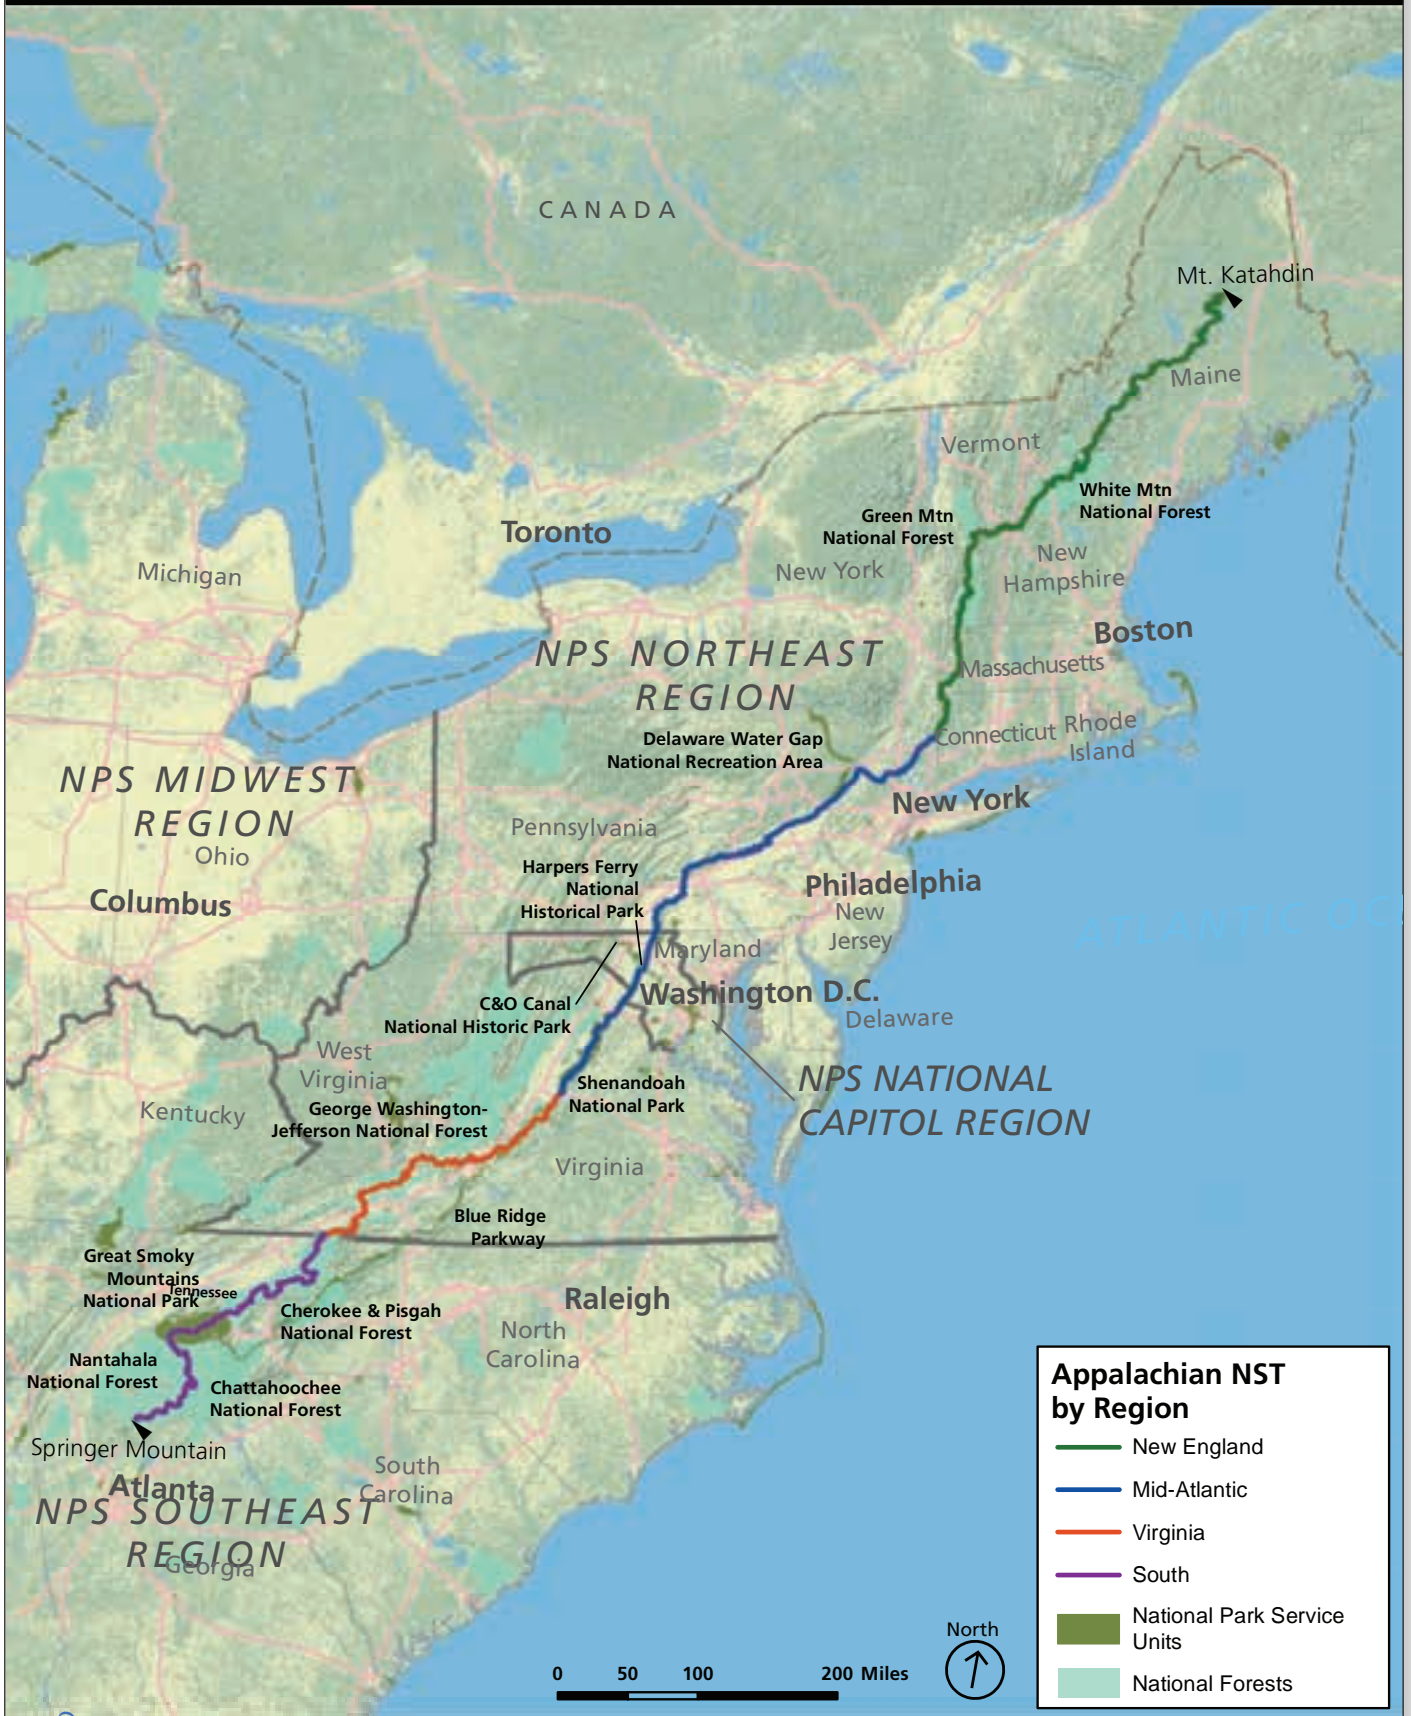 CANADA
Mt. Katahdin
Maine
Vermont
White Mtn
National Forest
Green Mtn
National Forest
Toronto
New
Hampshire
New York
Michigan
Boston
NPS NORTHEAST
REGION
Massachusetts
Connecticut
Rhode
Island
Delaware Water Gap
National Recreation Area
NPS MIDWEST
REGION
Ohio
New York
Pennsylvania
Harpers Ferry
National
Historical Park
Columbus
Philadelphia
New
Jersey
ATLANTIC OC
Maryland
Washington D.C.
C&O Canal
National Historic Park
Delaware
West
Virginia
NPS NATIONAL
CAPITOL REGION
Shenandoah
National Park
Kentucky
George Washington-
Jefferson National Forest
Virginia
Blue Ridge
Parkway
Great Smoky
Mountains
National Park
Tennessee
Raleigh
Cherokee & Pisgah
National Forest
North
Carolina
Nantahala
National Forest
Chattahoochee
National Forest
Springer Mountain
South
Carolina
Atlanta
NPS SOUTHEAST
REGION
Georgia
Appalachian NST
by Region
New England
Mid-Atlantic
Virginia
South
National Park Service
Units
National Forests
North
0 50 100 200 Miles